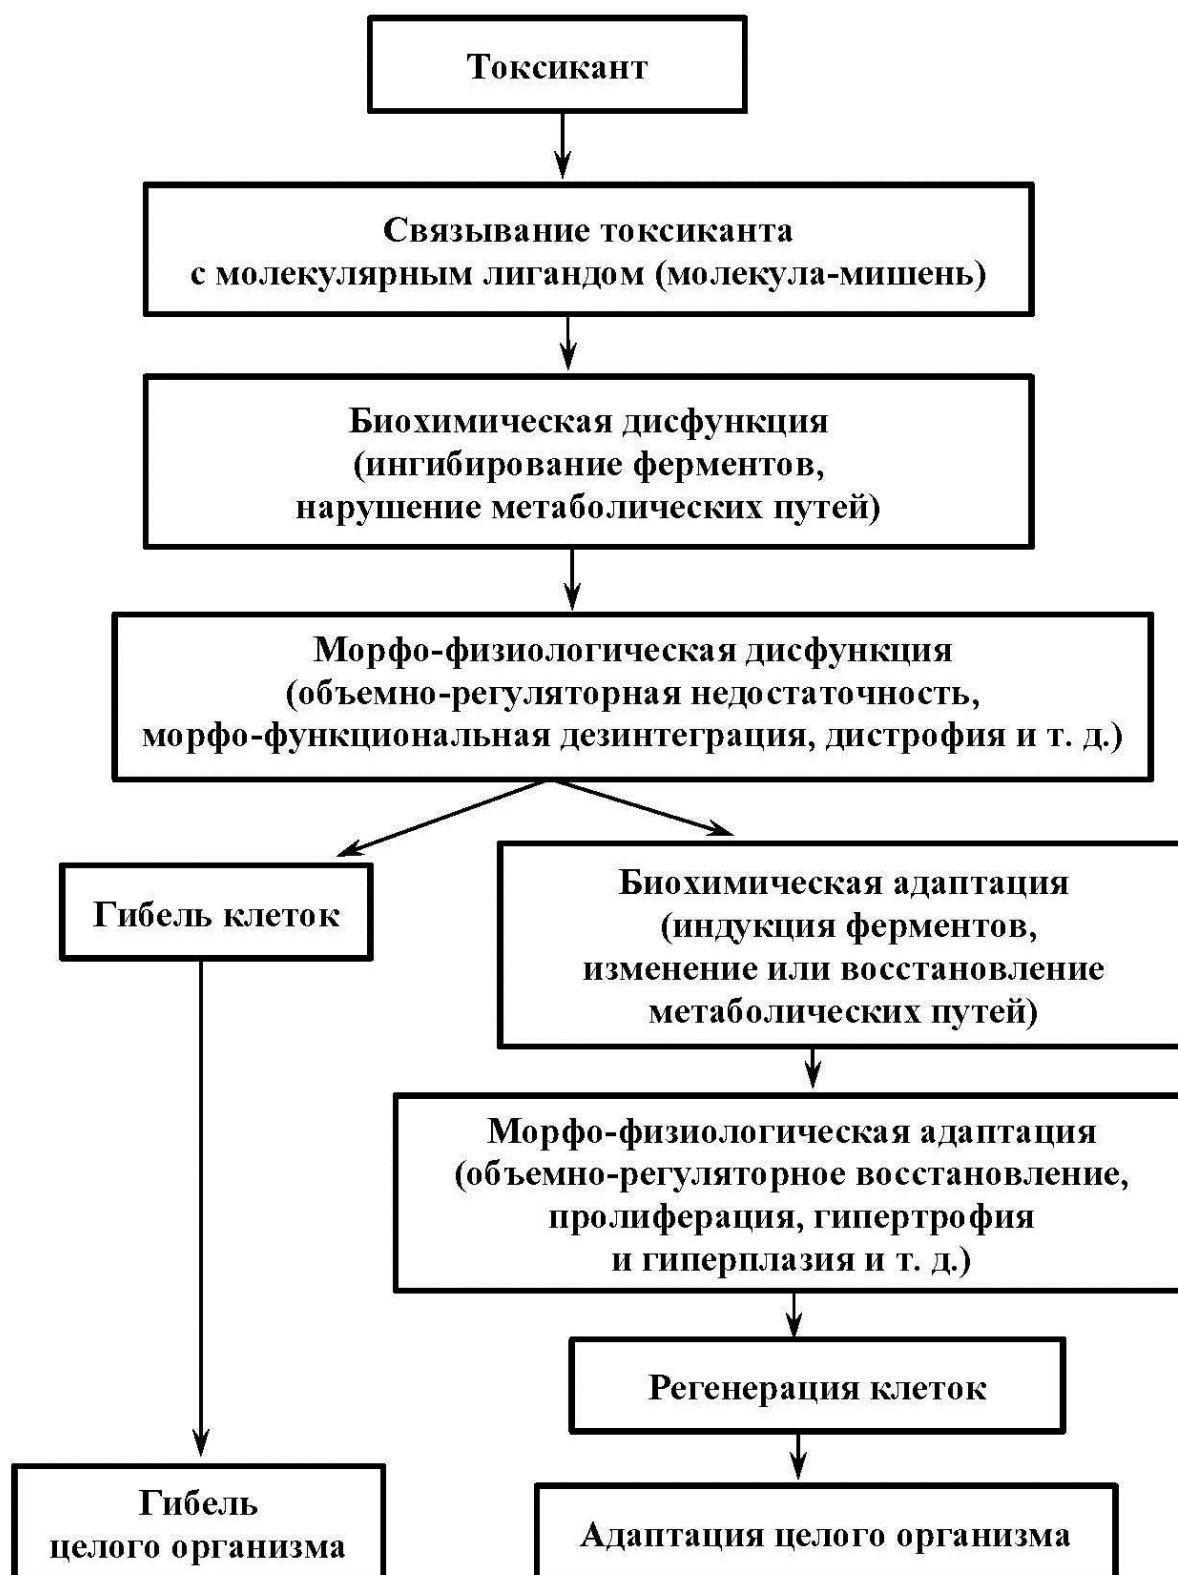 Токсикант
Связывание токсиканта
с молекулярным лигандом (молекула-мишень)
Биохимическая дисфункция
(ингибирование ферментов,
нарушение метаболических путей)
Морфо-физиологическая дисфункция
(объемно-регуляторная недостаточность,
морфо-функциональная дезинтеграция, дистрофия и т. д.)
Гибель клеток
Биохимическая адаптация
(индукция ферментов,
изменение или восстановление
метаболических путей)
Морфо-физиологическая адаптация
(объемно-регуляторное восстановление,
пролиферация, гипертрофия
и гиперплазия и т. д.)
Регенерация клеток
Гибель
целого организма
Адаптация целого организма